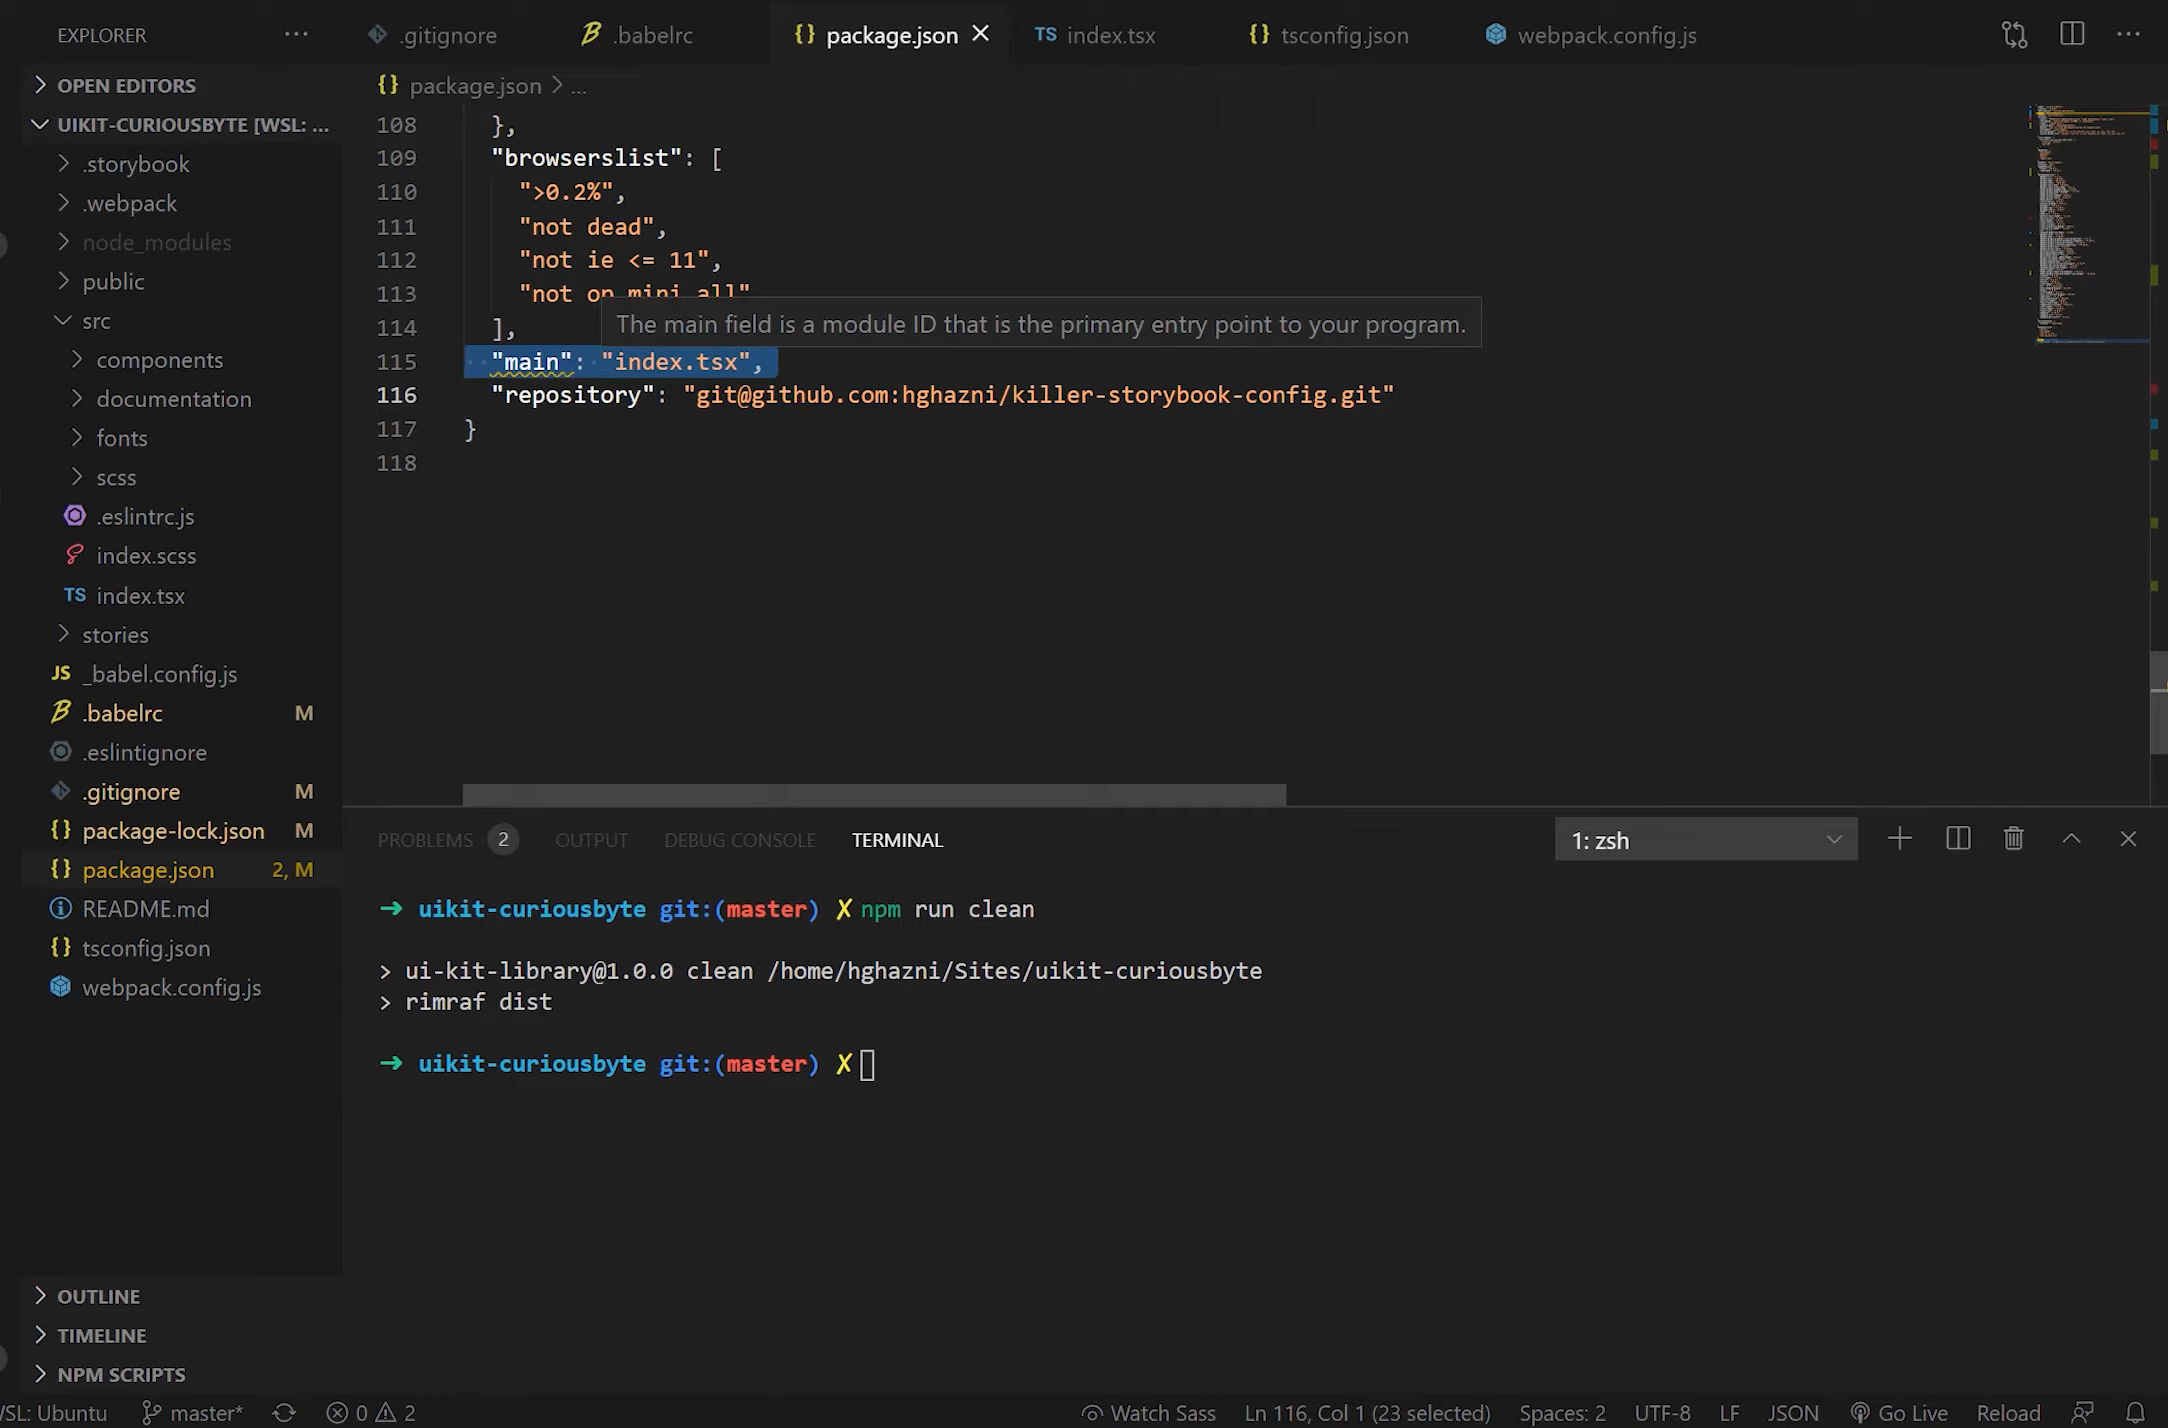 EXPLORER
.gitignore
.babelrc
package.json
index.tsx
tsconfig.json
webpack.config.js
OPEN EDITORS
UIKIT-CURIOUSBYTE [WSL: ...
.storybook
.webpack
node_modules
public
src
components
documentation
fonts
scss
.eslintrc.js
index.scss
TS index.tsx
stories
JS _babel.config.js
.babelrc M
.eslintignore
.gitignore M
{} package-lock.json M
{} package.json 2, M
README.md
{} tsconfig.json
webpack.config.js
OUTLINE
TIMELINE
NPM SCRIPTS
{} package.json > ...
108 },
109 "browserslist": [
110 ">0.2%",
111 "not dead",
112 "not ie <= 11",
113 "not op_mini all"
The main field is a module ID that is the primary entry point to your program.
114 ],
115 "main": "index.tsx",
116 "repository": "git@github.com:hghazni/killer-storybook-config.git"
117 }
118
PROBLEMS 2 OUTPUT DEBUG CONSOLE TERMINAL 1: zsh
→ uikit-curiousbyte git:(master) ✗ npm run clean
> ui-kit-library@1.0.0 clean /home/hghazni/Sites/uikit-curiousbyte
> rimraf dist
→ uikit-curiousbyte git:(master) ✗
WSL: Ubuntu master* 0 2 Watch Sass Ln 116, Col 1 (23 selected) Spaces: 2 UTF-8 LF JSON Go Live Reload